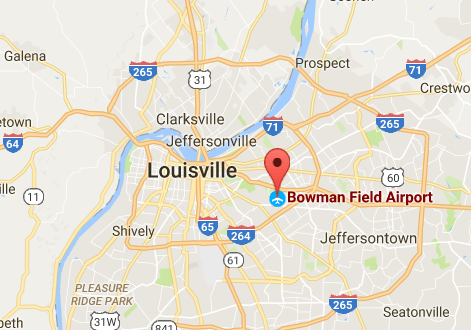 Galena
265
31
Prospect
71
Crestwo
Clarksville
71
265
64
Jeffersonville
Louisville
60
11
Bowman Field Airport
65
264
Shively
61
Jeffersontown
PLEASURE
RIDGE PARK
265
31W
841
Seatonville